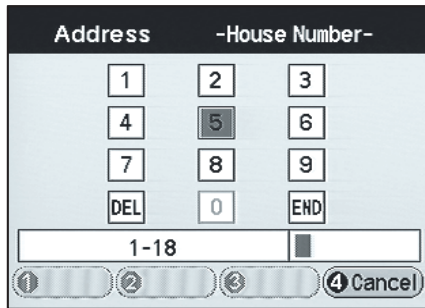 Address -House Number-
1 2 3
4 5 6
7 8 9
DEL 0 END
1-18
1 2 3 4 Cancel